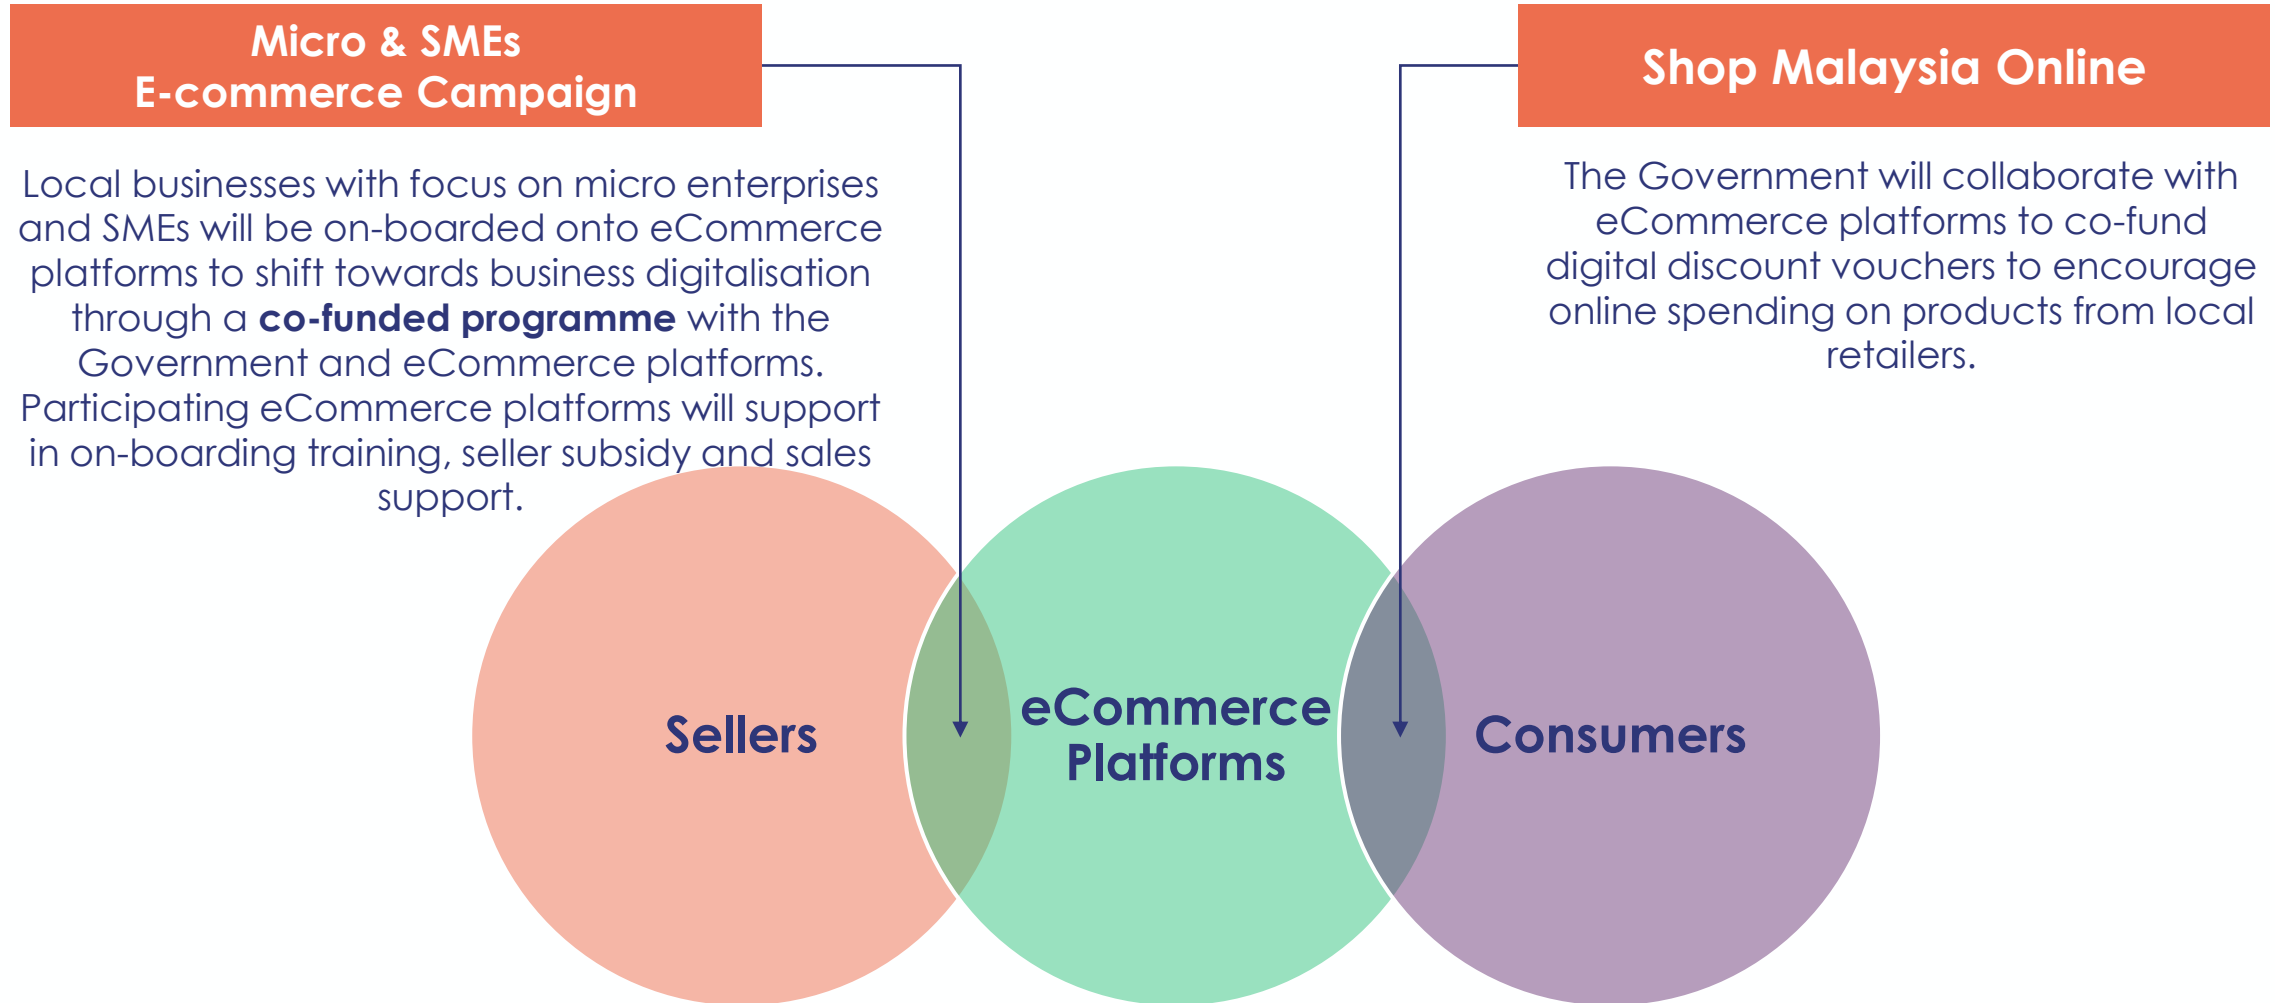 Micro & SMEs
E-commerce Campaign
Local businesses with focus on micro enterprises
and SMEs will be on-boarded onto eCommerce
platforms to shift towards business digitalisation
through a co-funded programme with the
Government and eCommerce platforms.
Participating eCommerce platforms will support
in on-boarding training, seller subsidy and sales
support.
Shop Malaysia Online
The Government will collaborate with
eCommerce platforms to co-fund
digital discount vouchers to encourage
online spending on products from local
retailers.
Sellers
eCommerce
Platforms
Consumers